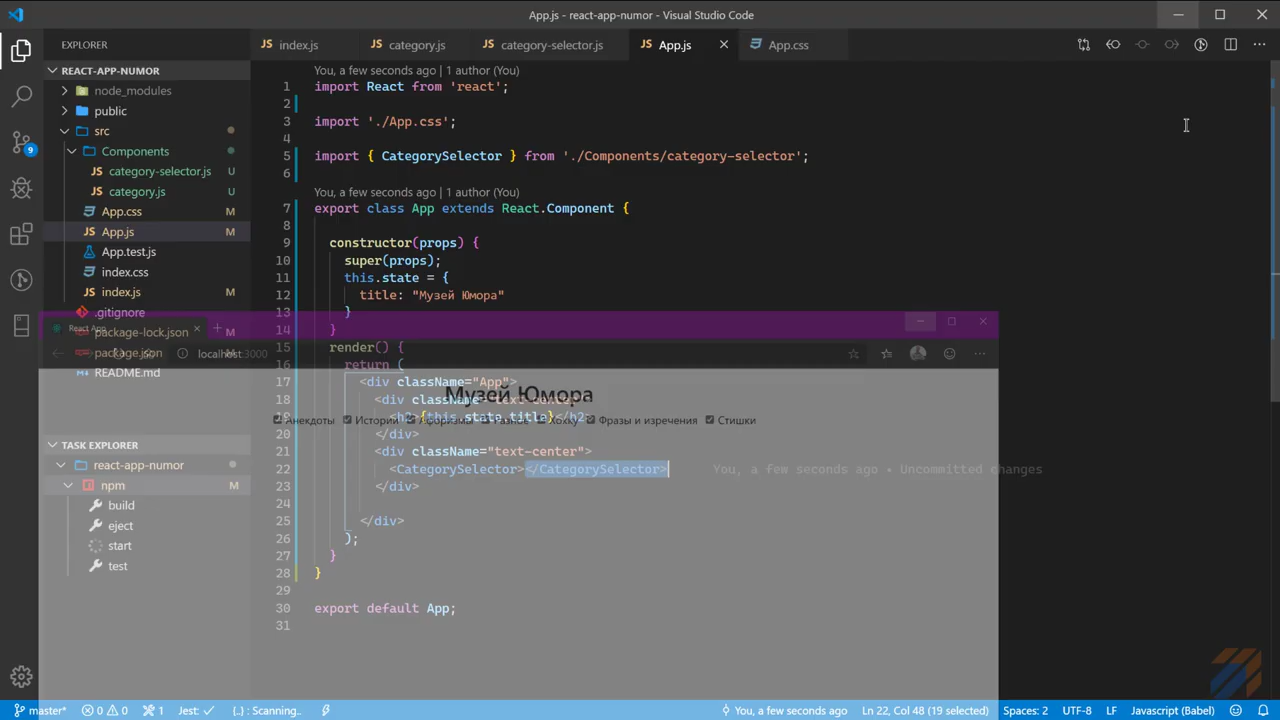 App.js - react-app-numor - Visual Studio Code
EXPLORER
index.js
category.js
category-selector.js
App.js
App.css
REACT-APP-NUMOR
node_modules
public
src
Components
category-selector.js U
category.js U
App.css M
App.js M
App.test.js
index.css
index.js M
.gitignore
package-lock.json M
package.json M
README.md
TASK EXPLORER
react-app-numor
npm M
build
eject
start
test
9
You, a few seconds ago | 1 author (You)
1 import React from 'react';
2
3 import './App.css';
4
5 import { CategorySelector } from './Components/category-selector';
6
You, a few seconds ago | 1 author (You)
7 export class App extends React.Component {
8
9 constructor(props) {
10 super(props);
11 this.state = {
12 title: "Музей Юмора"
13 }
14 }
15 render() {
16 return (
17 <div className="App">
18 <div className="text-center">
19 <h2>{this.state.title}</h2>
20 </div>
21 <div className="text-center">
22 <CategorySelector></CategorySelector> You, a few seconds ago • Uncommitted changes
23 </div>
24
25 </div>
26 );
27 }
28 }
29
30 export default App;
31
React App
localhost:3000
Музей Юмора
Анекдоты Истории Афоризмы Разное Хокку Фразы и изречения Стишки
master* 0 0 1 Jest: {..} : Scanning.. You, a few seconds ago Ln 22, Col 48 (19 selected) Spaces: 2 UTF-8 LF Javascript (Babel)